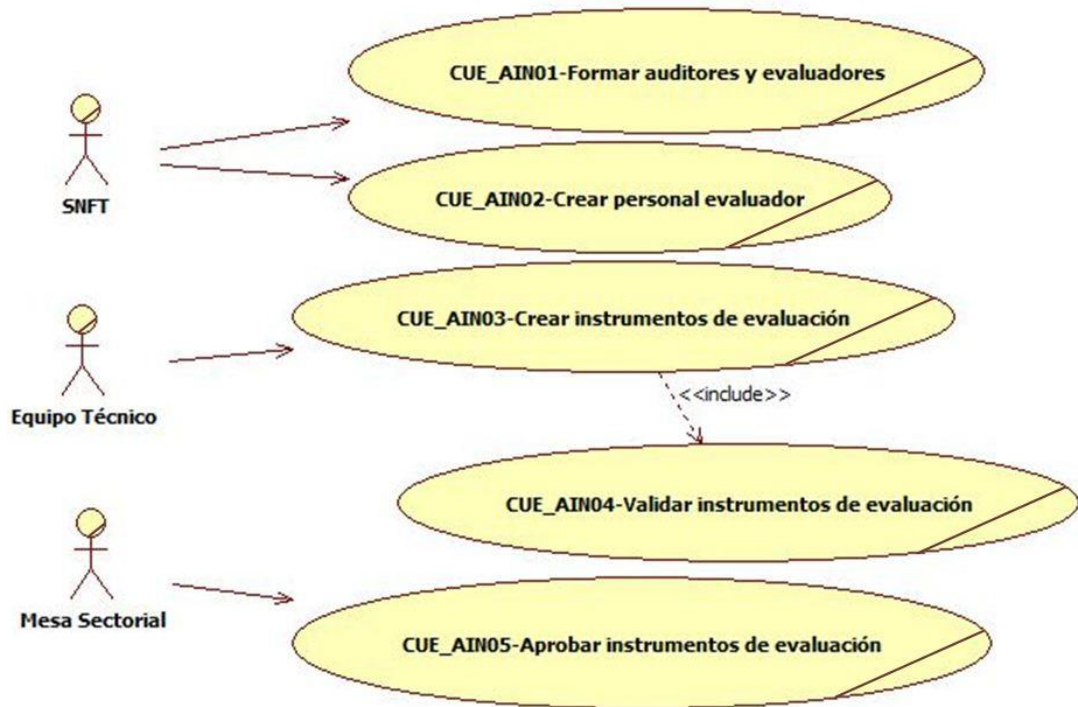 CUE_AIN01-Formar auditores y evaluadores
SNFT
CUE_AIN02-Crear personal evaluador
CUE_AIN03-Crear instrumentos de evaluación
Equipo Técnico
<<include>>
CUE_AIN04-Validar instrumentos de evaluación
Mesa Sectorial
CUE_AIN05-Aprobar instrumentos de evaluación